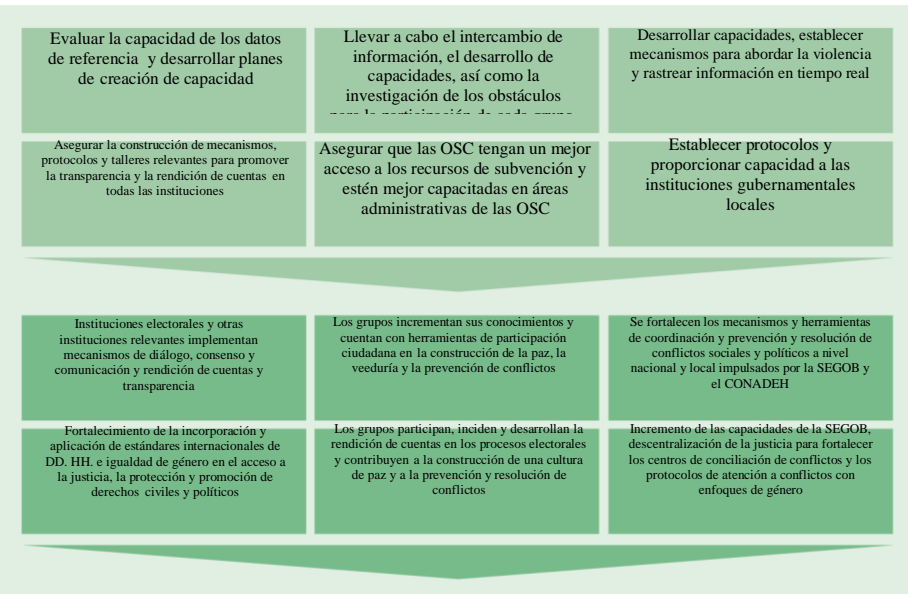 Evaluar la capacidad de los datos
de referencia y desarrollar planes
de creación de capacidad
Llevar a cabo el intercambio de
información, el desarrollo de
capacidades, así como la
investigación de los obstáculos
para la participación de cada grupo
Desarrollar capacidades, establecer
mecanismos para abordar la violencia
y rastrear información en tiempo real
Asegurar la construcción de mecanismos,
protocolos y talleres relevantes para promover
la transparencia y la rendición de cuentas en
todas las instituciones
Asegurar que las OSC tengan un mejor
acceso a los recursos de subvención y
estén mejor capacitadas en áreas
administrativas de las OSC
Establecer protocolos y
proporcionar capacidad a las
instituciones gubernamentales
locales
Instituciones electorales y otras
instituciones relevantes implementan
mecanismos de diálogo, consenso y
comunicación y rendición de cuentas y
transparencia
Los grupos incrementan sus conocimientos y
cuentan con herramientas de participación
ciudadana en la construcción de la paz, la
veeduría y la prevención de conflictos
Se fortalecen los mecanismos y herramientas
de coordinación y prevención y resolución de
conflictos sociales y políticos a nivel
nacional y local impulsados por la SEGOB y
el CONADEH
Fortalecimiento de la incorporación y
aplicación de estándares internacionales de
DD. HH. e igualdad de género en el acceso a
la justicia, la protección y promoción de
derechos civiles y políticos
Los grupos participan, inciden y desarrollan la
rendición de cuentas en los procesos electorales
y contribuyen a la construcción de una cultura
de paz y a la prevención y resolución de
conflictos
Incremento de las capacidades de la SEGOB,
descentralización de la justicia para fortalecer
los centros de conciliación de conflictos y los
protocolos de atención a conflictos con
enfoques de género